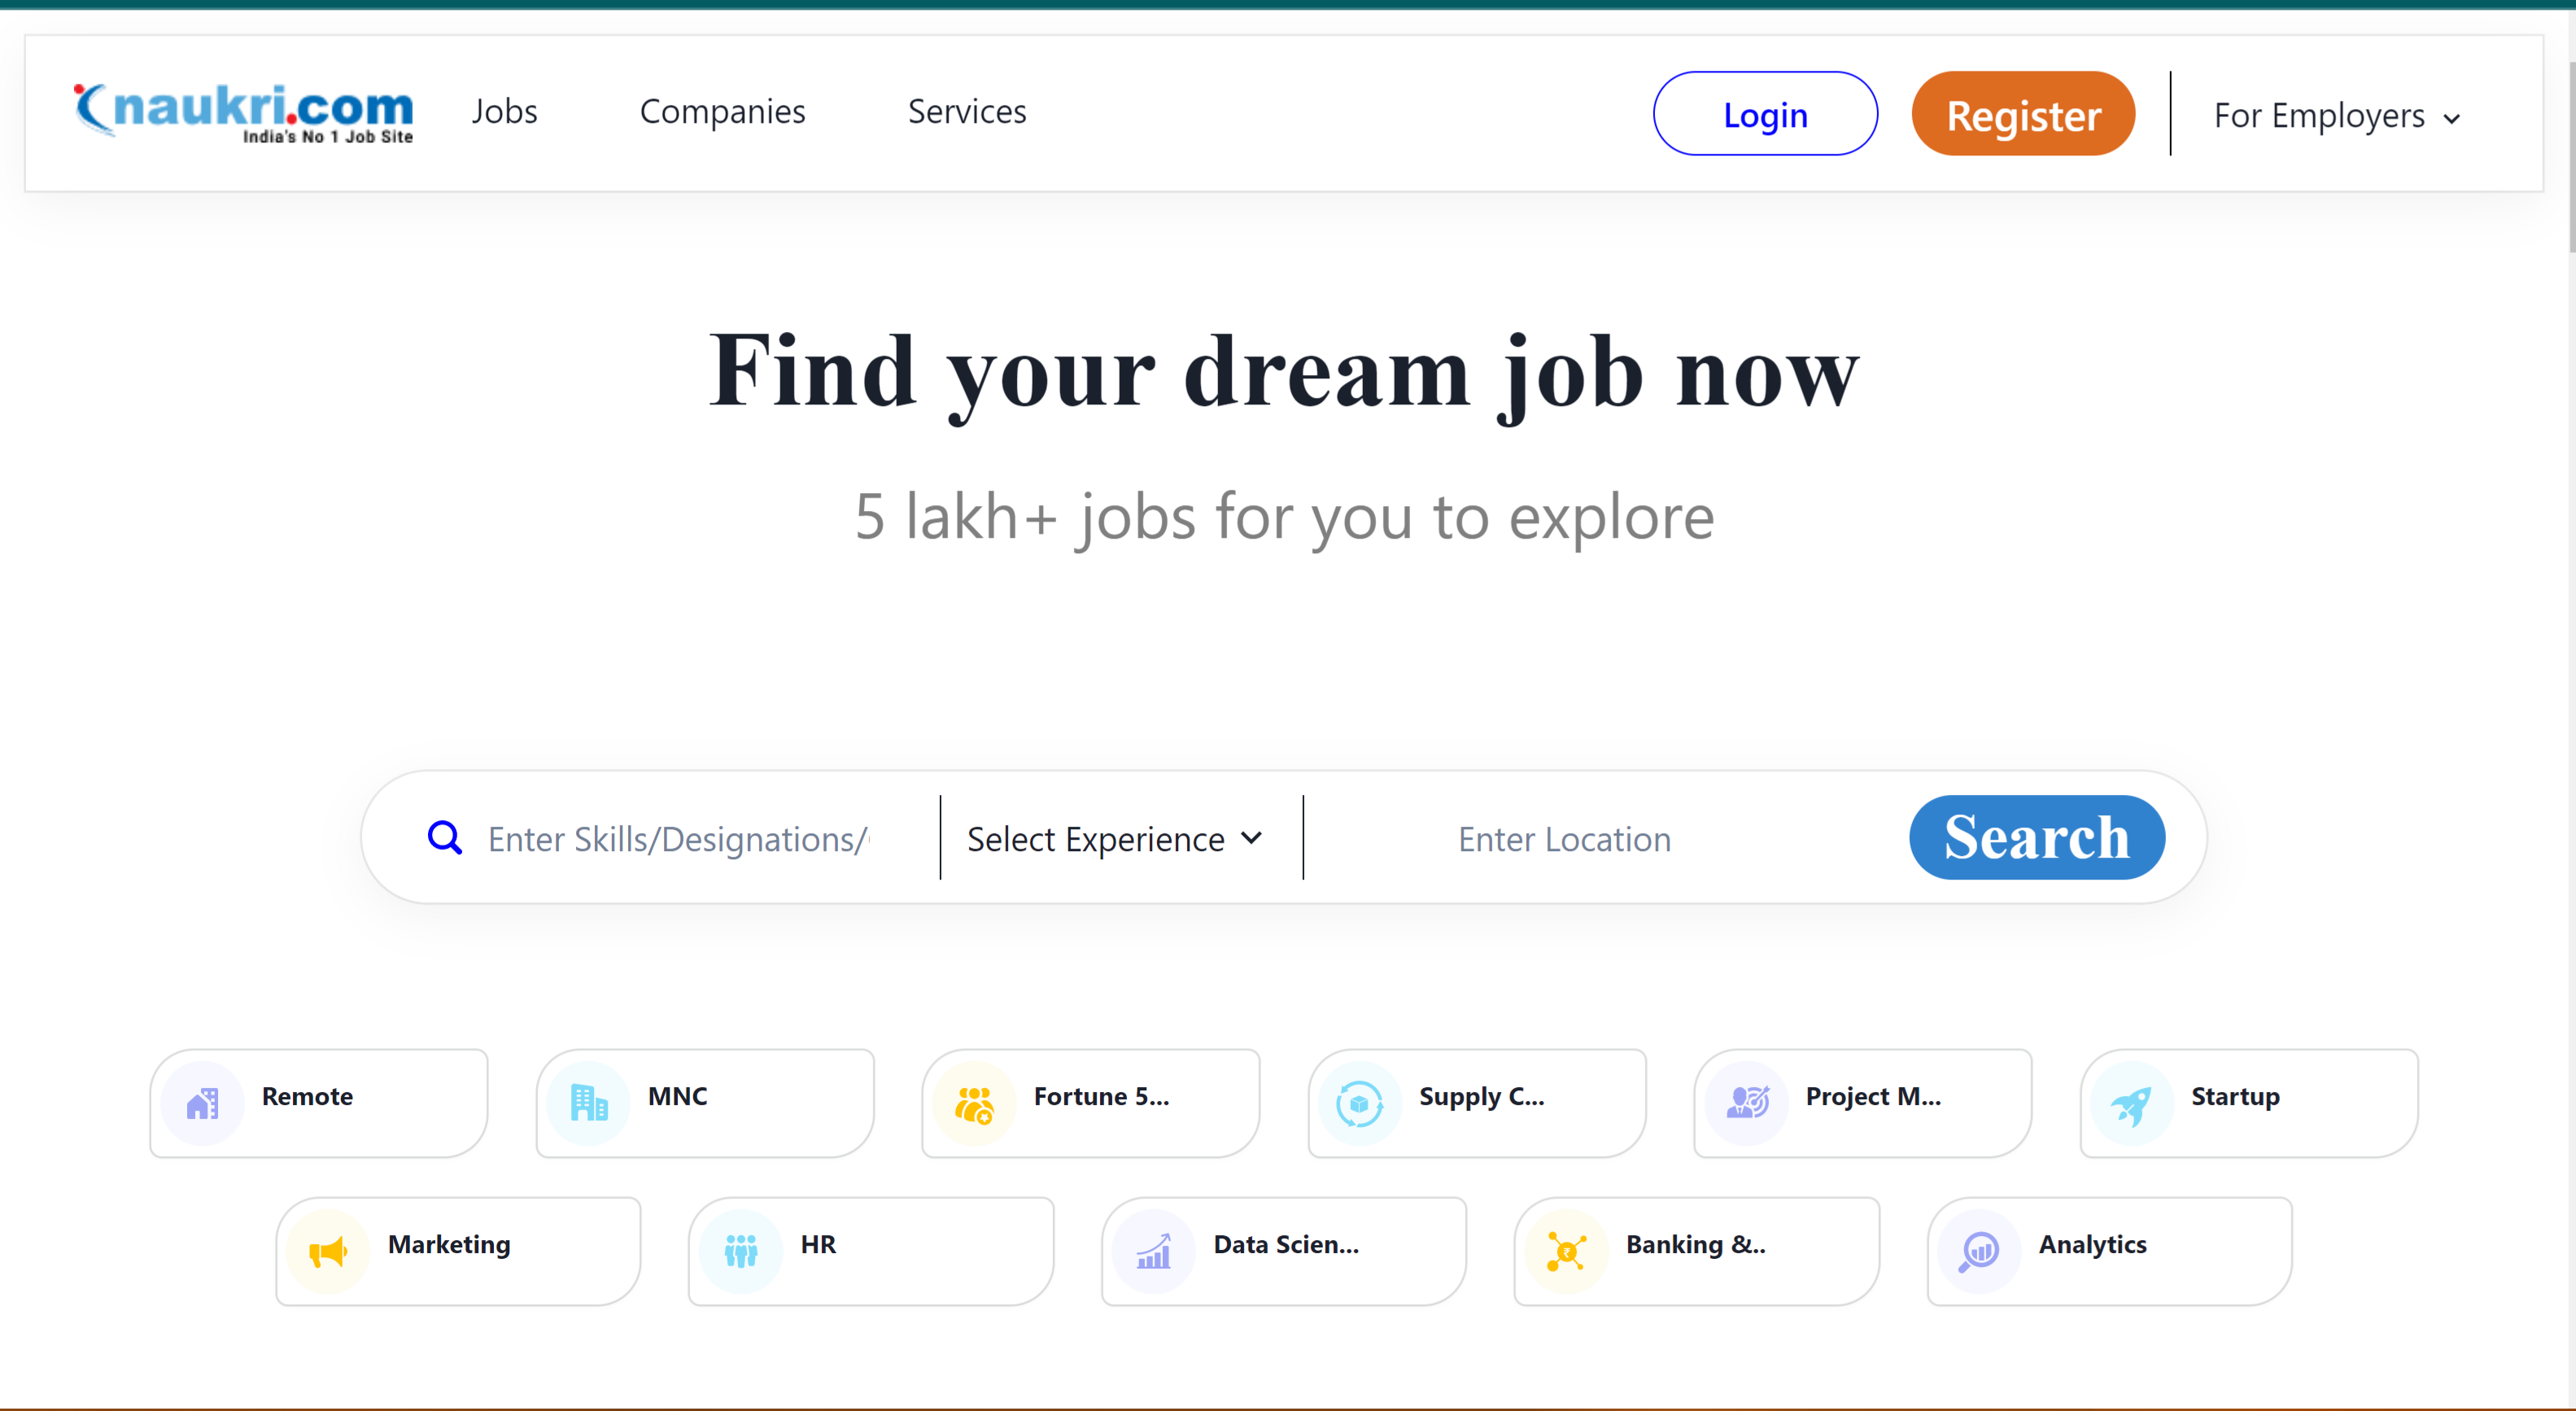 naukri.com
India's No 1 Job Site
Jobs Companies Services Login Register For Employers
Find your dream job now
5 lakh+ jobs for you to explore
Enter Skills/Designations/ Select Experience Enter Location Search
Remote MNC Fortune 5... Supply C... Project M... Startup
Marketing HR Data Scien... Banking &.. Analytics